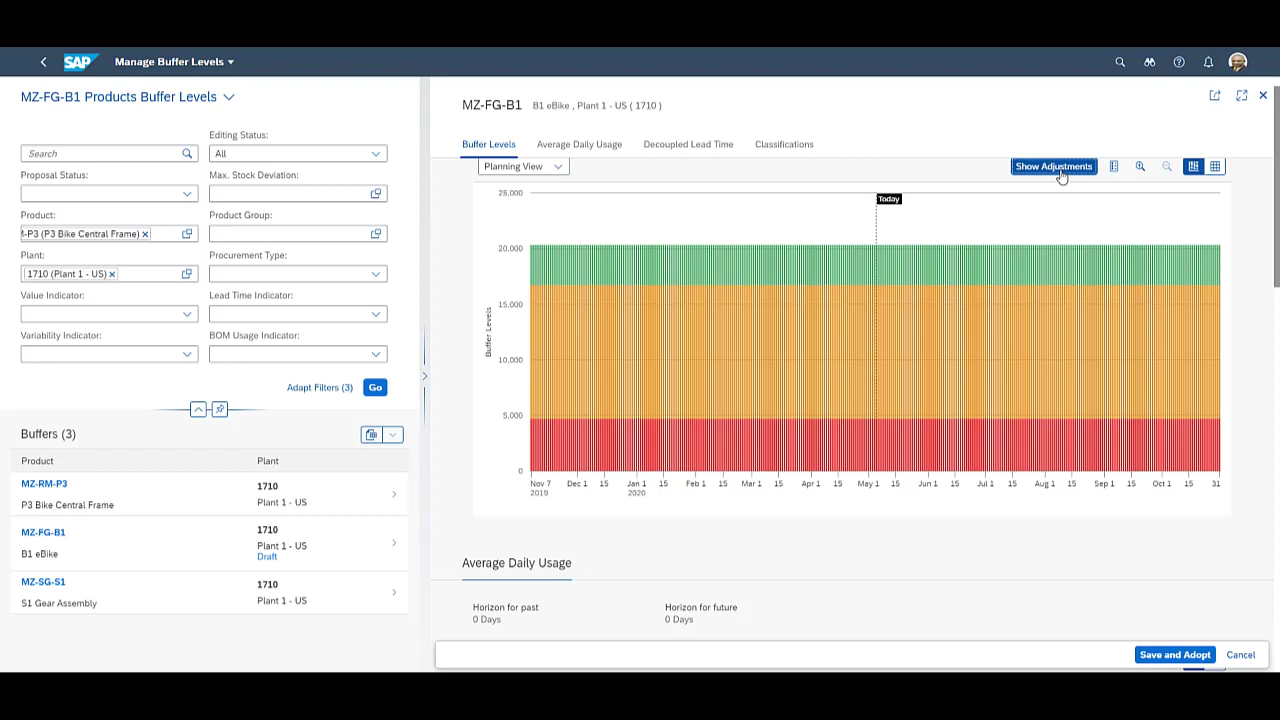 SAP Manage Buffer Levels
MZ-FG-B1 Products Buffer Levels
Editing Status:
Search
All
Proposal Status:
Max. Stock Deviation:
Product:
Product Group:
-P3 (P3 Bike Central Frame)
Plant:
Procurement Type:
1710 (Plant 1 - US)
Value Indicator:
Lead Time Indicator:
Variability Indicator:
BOM Usage Indicator:
Adapt Filters (3)
Go
Buffers (3)
Product
Plant
MZ-RM-P3
1710
P3 Bike Central Frame
Plant 1 - US
MZ-FG-B1
1710
B1 eBike
Plant 1 - US
Draft
MZ-SG-S1
1710
S1 Gear Assembly
Plant 1 - US
MZ-FG-B1
B1 eBike , Plant 1 - US ( 1710 )
Buffer Levels
Average Daily Usage
Decoupled Lead Time
Classifications
Planning View
Show Adjustments
Today
Buffer Levels
25,000
20,000
15,000
10,000
5,000
0
Nov 7 Dec 1 15 Jan 1 15 Feb 1 15 Mar 1 15 Apr 1 15 May 1 15 Jun 1 15 Jul 1 15 Aug 1 15 Sep 1 15 Oct 1 15 31
2019 2020
Average Daily Usage
Horizon for past
0 Days
Horizon for future
0 Days
Save and Adopt
Cancel